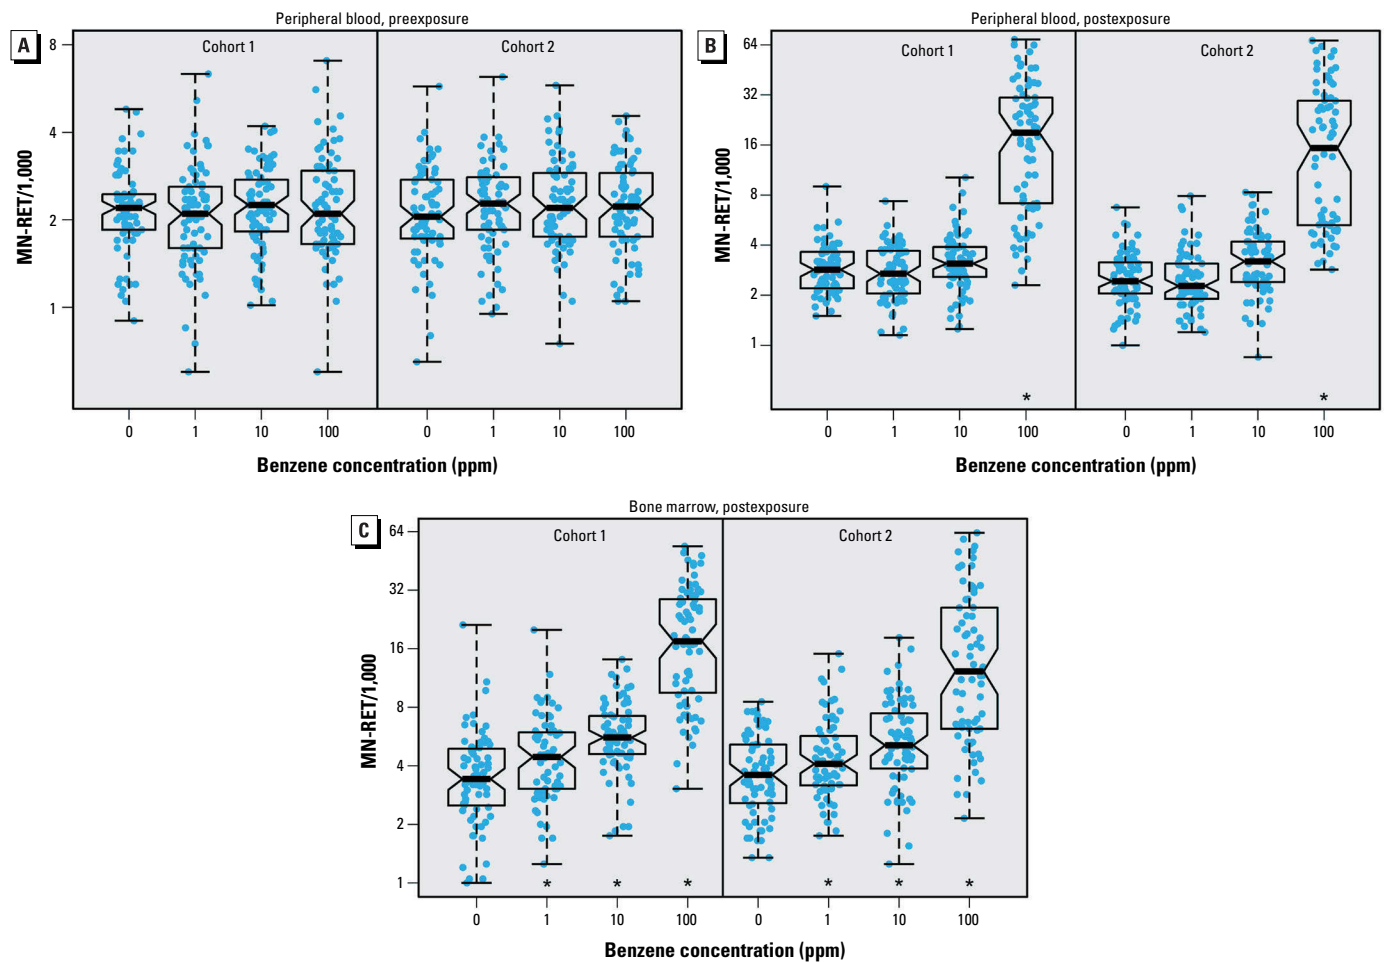 Peripheral blood, preexposure
A
Cohort 1
Cohort 2
8
4
2
1
MN-RET/1,000
0 1 10 100 0 1 10 100
Benzene concentration (ppm)
Peripheral blood, postexposure
B
Cohort 1
Cohort 2
64
32
16
8
4
2
1
MN-RET/1,000
* *
0 1 10 100 0 1 10 100
Benzene concentration (ppm)
Bone marrow, postexposure
C
Cohort 1
Cohort 2
64
32
16
8
4
2
1
MN-RET/1,000
* * * * * *
0 1 10 100 0 1 10 100
Benzene concentration (ppm)